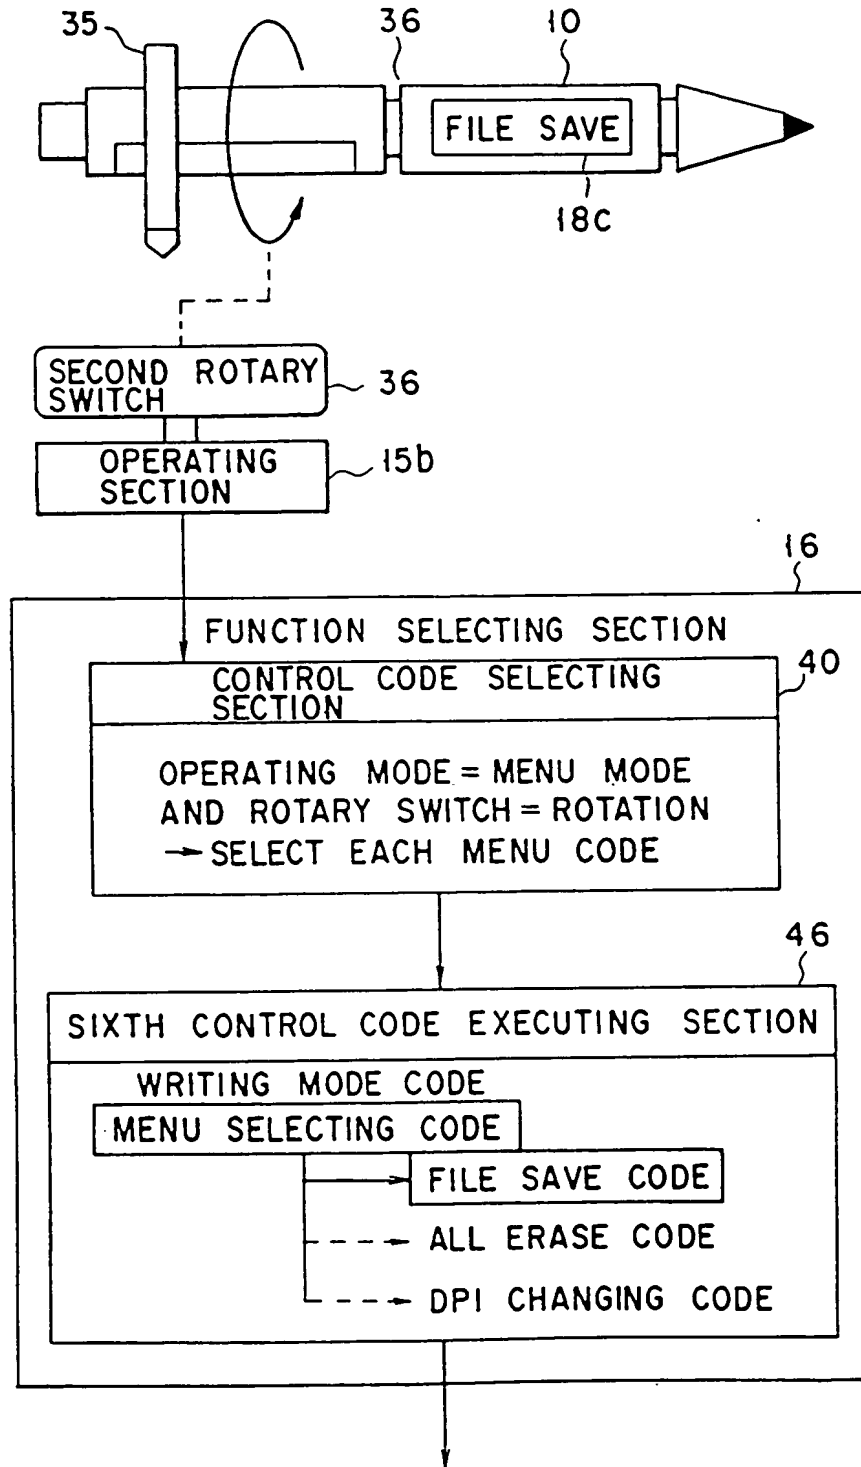 35
36
10
FILE SAVE
18c
SECOND ROTARY
SWITCH
36
OPERATING
SECTION
15b
16
FUNCTION SELECTING SECTION
CONTROL CODE SELECTING
SECTION
40
OPERATING MODE = MENU MODE
AND ROTARY SWITCH = ROTATION
→ SELECT EACH MENU CODE
46
SIXTH CONTROL CODE EXECUTING SECTION
WRITING MODE CODE
MENU SELECTING CODE
FILE SAVE CODE
ALL ERASE CODE
DPI CHANGING CODE